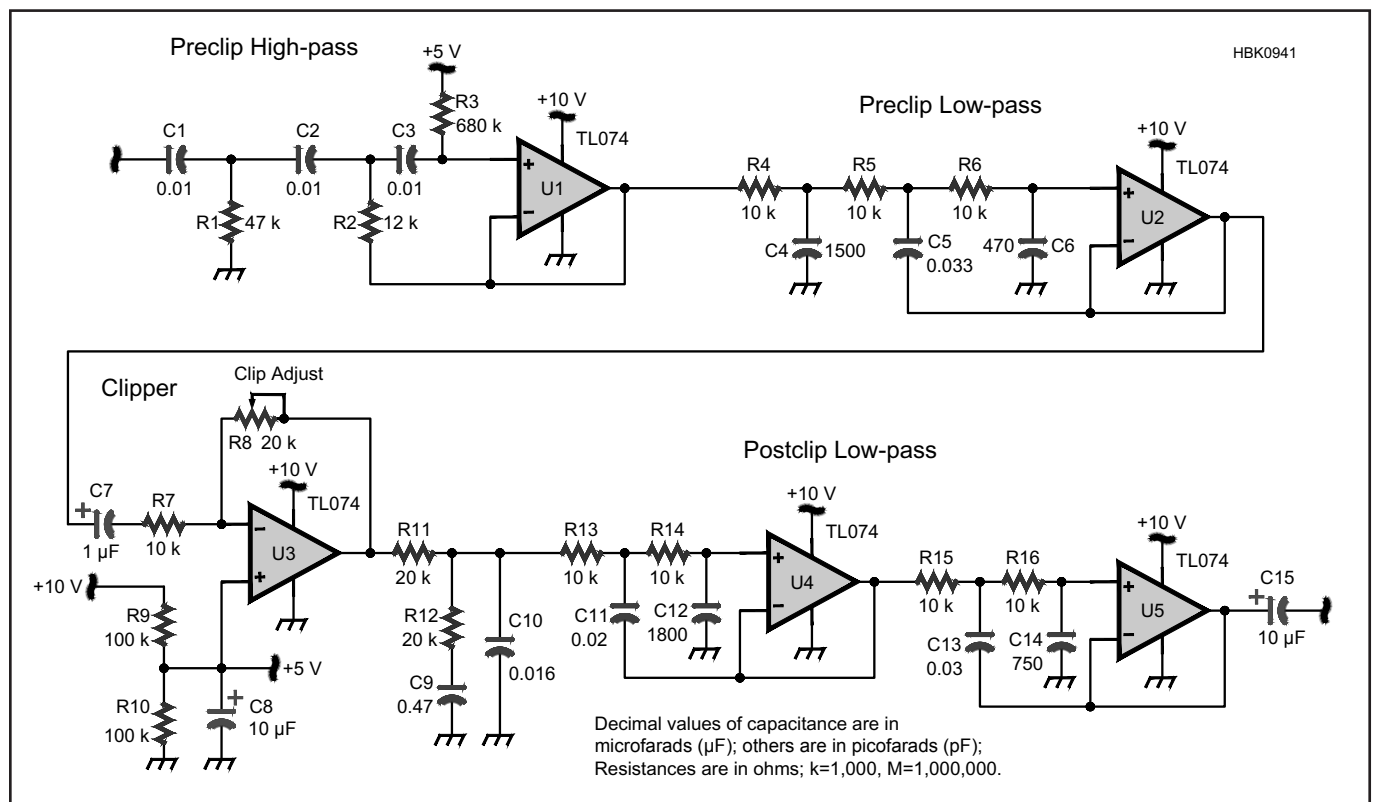 Preclip High-pass
+5 V
HBK0941
R3
680 k
+10 V
TL074
C1
0.01
C2
0.01
C3
0.01
R1
47 k
R2
12 k
+
U1
–
Preclip Low-pass
+10 V
TL074
R4
10 k
R5
10 k
R6
10 k
C4
1500
C5
0.033
470
C6
+
U2
–
Clipper
Clip Adjust
R8 20 k
+10 V
TL074
+
C7
1 µF
R7
10 k
–
U3
+
+10 V
R9
100 k
+5 V
R10
100 k
+
C8
10 µF
R11
20 k
R12
20 k
C9
0.47
C10
0.016
Postclip Low-pass
+10 V
TL074
R13
10 k
R14
10 k
C11
0.02
C12
1800
+
U4
–
+10 V
TL074
R15
10 k
R16
10 k
C13
0.03
C14
750
+
U5
–
+
C15
10 µF
Decimal values of capacitance are in
microfarads (µF); others are in picofarads (pF);
Resistances are in ohms; k=1,000, M=1,000,000.